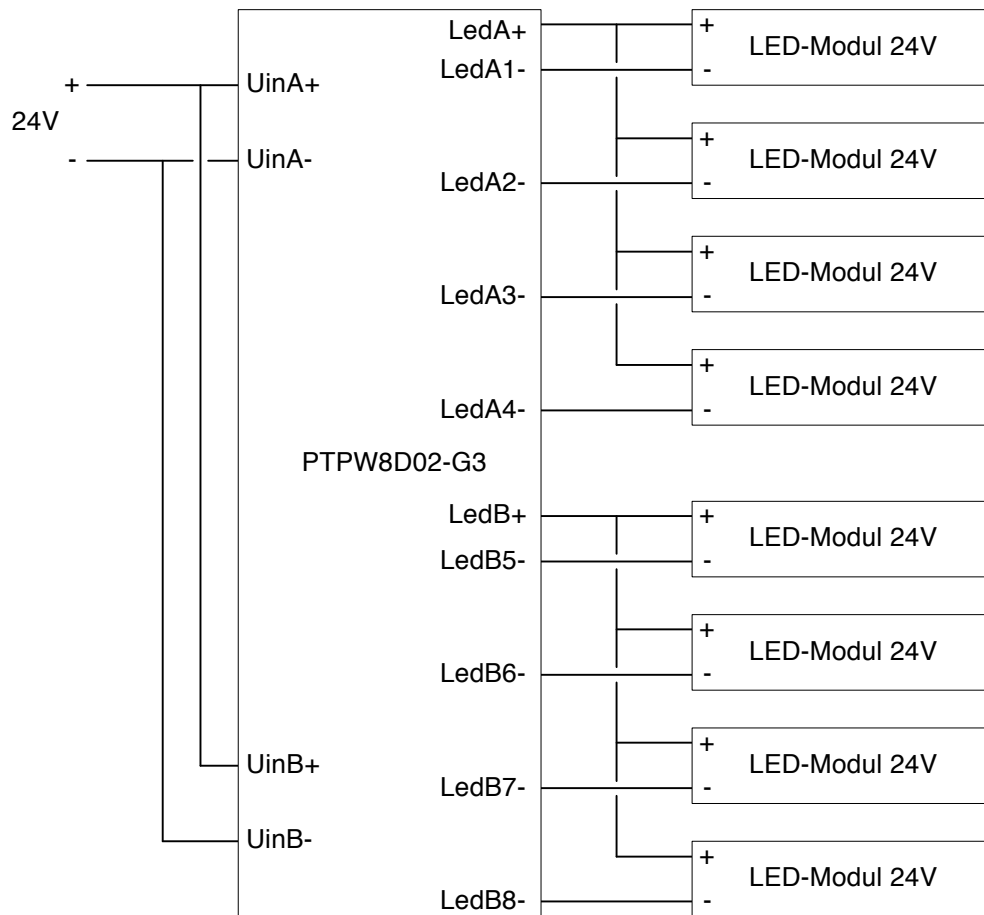 LedA+
+
LED-Modul 24V
LedA1-
-
+
UinA+
24V
-
UinA-
+
LED-Modul 24V
LedA2-
-
+
LED-Modul 24V
LedA3-
-
+
LED-Modul 24V
LedA4-
-
PTPW8D02-G3
LedB+
+
LED-Modul 24V
LedB5-
-
+
LED-Modul 24V
LedB6-
-
UinB+
+
LED-Modul 24V
LedB7-
-
UinB-
+
LED-Modul 24V
LedB8-
-